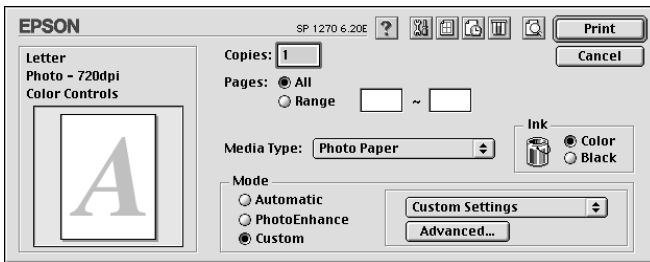 EPSON
SP 1270 6.20E
?
Print
Cancel
Letter
Photo - 720dpi
Color Controls
A
Copies: 1
Pages: All
Range ~
Media Type: Photo Paper
Ink
Color
Black
Mode
Automatic
PhotoEnhance
Custom
Custom Settings
Advanced...